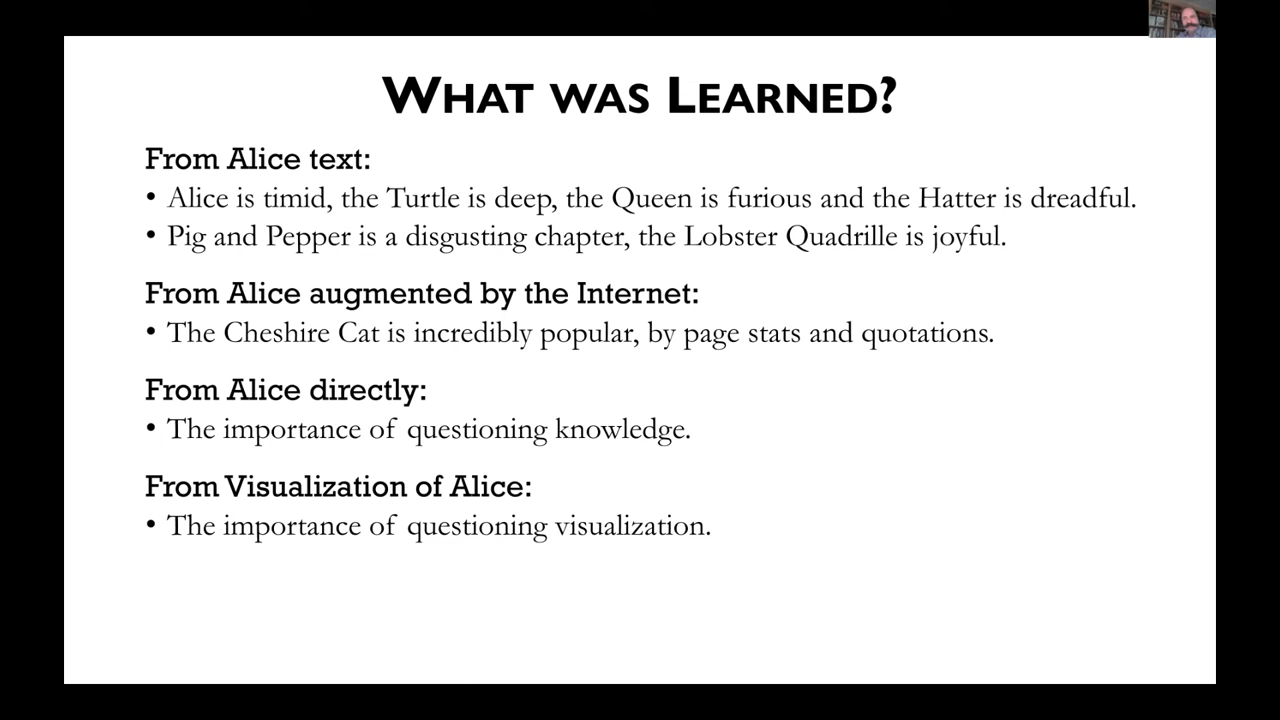 WHAT WAS LEARNED?
From Alice text:
• Alice is timid, the Turtle is deep, the Queen is furious and the Hatter is dreadful.
• Pig and Pepper is a disgusting chapter, the Lobster Quadrille is joyful.
From Alice augmented by the Internet:
• The Cheshire Cat is incredibly popular, by page stats and quotations.
From Alice directly:
• The importance of questioning knowledge.
From Visualization of Alice:
• The importance of questioning visualization.